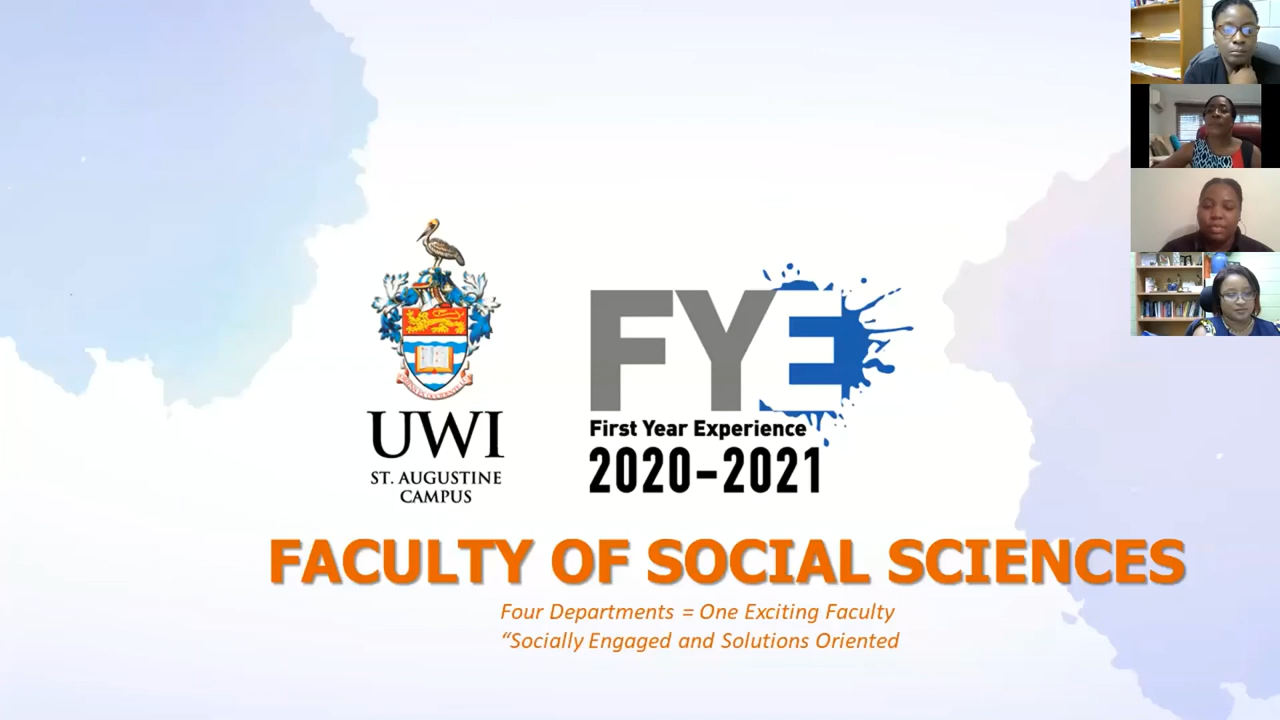 FYE
First Year Experience
2020-2021
UWI
ST. AUGUSTINE
CAMPUS
FACULTY OF SOCIAL SCIENCES
Four Departments = One Exciting Faculty
“Socially Engaged and Solutions Oriented